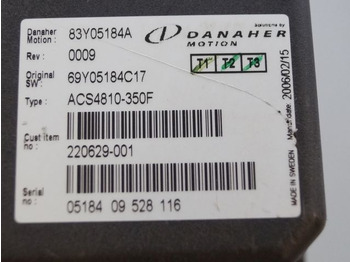 Danaher Motion : 83Y05184A
DANAHER
MOTION
Rev : 0009
T1 T2 T3
Original SW : 69Y05184C17
Type : ACS4810-350F
Cust item no : 220629-001
Serial no : 05184 09 528 116
Manuf date 2006/02/15
MADE IN SWEDEN